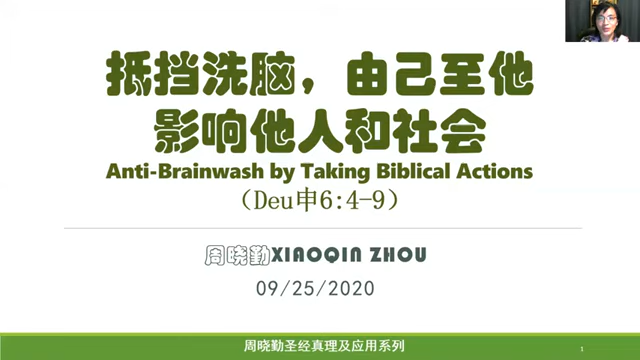 抵挡洗脑，由己至他
影响他人和社会
Anti-Brainwash by Taking Biblical Actions
（Deu申6:4-9）
周晓勤XIAOQIN ZHOU
09/25/2020
周晓勤圣经真理及应用系列
1